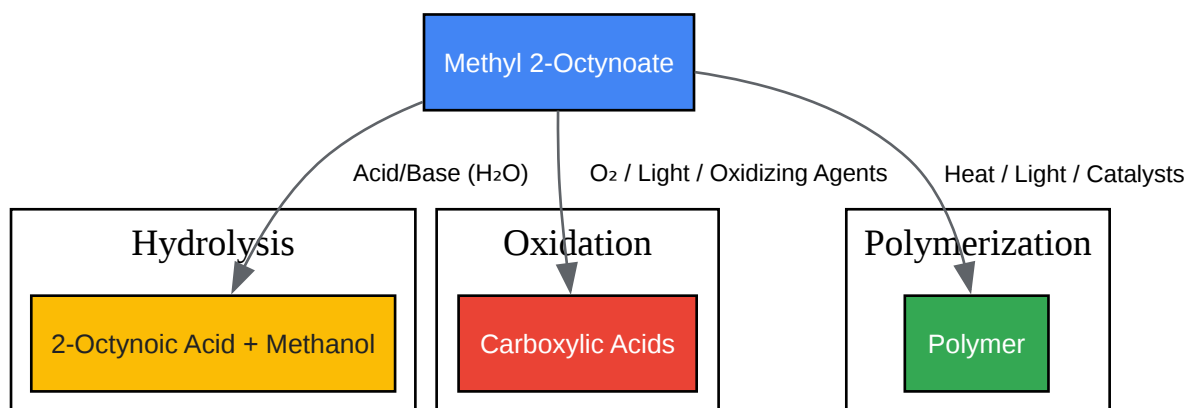 Methyl 2-Octynoate
Acid/Base (H₂O)
O₂ / Light / Oxidizing Agents
Heat / Light / Catalysts
Hydrolysis
Oxidation
Polymerization
2-Octynoic Acid + Methanol
Carboxylic Acids
Polymer